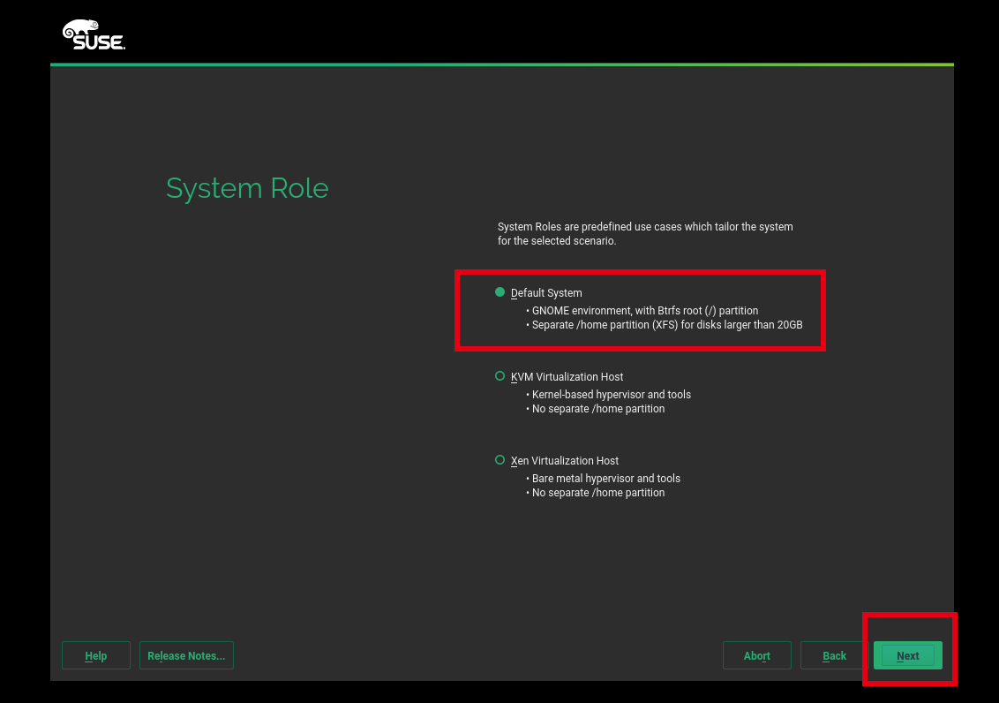 SUSE.
System Role
System Roles are predefined use cases which tailor the system
for the selected scenario.
Default System
• GNOME environment, with Btrfs root (/) partition
• Separate /home partition (XFS) for disks larger than 20GB
KVM Virtualization Host
• Kernel-based hypervisor and tools
• No separate /home partition
Xen Virtualization Host
• Bare metal hypervisor and tools
• No separate /home partition
Help Release Notes... Abort Back Next